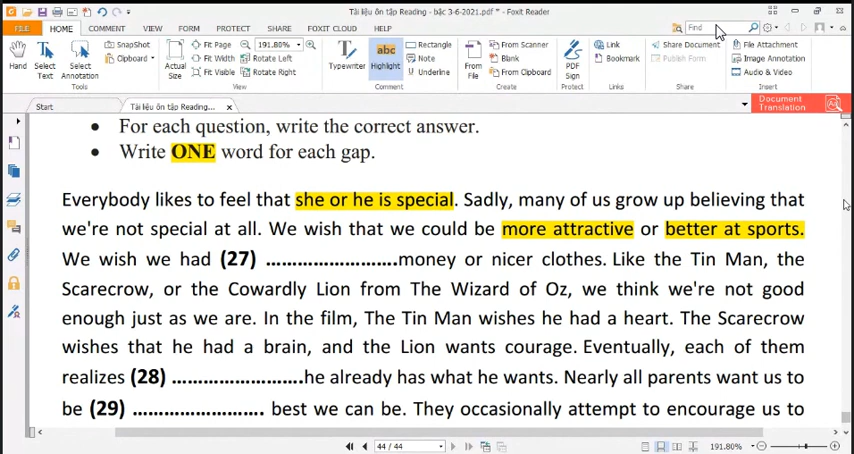 Tài liệu ôn tập Reading - bậc 3-6-2021.pdf * - Foxit Reader
FILE HOME COMMENT VIEW FORM PROTECT SHARE FOXIT CLOUD HELP Find
Hand
Select Text
Select Annotation
SnapShot
Clipboard
Tools
Actual Size
Fit Page
Fit Width
Fit Visible
191.80%
Rotate Left
Rotate Right
View
Typewriter
abc
Highlight
Rectangle
Note
Underline
Comment
From File
From Scanner
Blank
From Clipboard
Create
PDF Sign
Protect
Link
Bookmark
Links
Share Document
Publish Form
Share
File Attachment
Image Annotation
Audio & Video
Insert
Start Tài liệu ôn tập Reading... Document Translation
• For each question, write the correct answer.
• Write ONE word for each gap.
Everybody likes to feel that she or he is special. Sadly, many of us grow up believing that
we're not special at all. We wish that we could be more attractive or better at sports.
We wish we had (27) ……………………..money or nicer clothes. Like the Tin Man, the
Scarecrow, or the Cowardly Lion from The Wizard of Oz, we think we're not good
enough just as we are. In the film, The Tin Man wishes he had a heart. The Scarecrow
wishes that he had a brain, and the Lion wants courage. Eventually, each of them
realizes (28) ……………………..he already has what he wants. Nearly all parents want us to
be (29) …………………….. best we can be. They occasionally attempt to encourage us to
44 / 44 191.80%